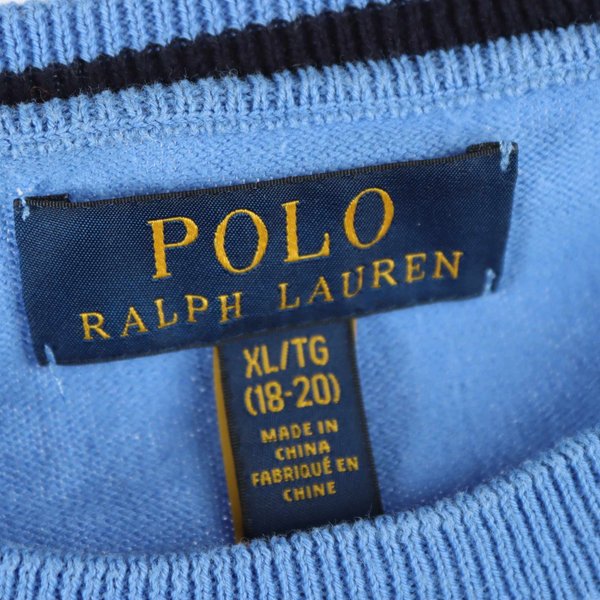 POLO
RALPH LAUREN
XL/TG
(18-20)
MADE IN
CHINA
FABRIQUÉ EN
CHINE